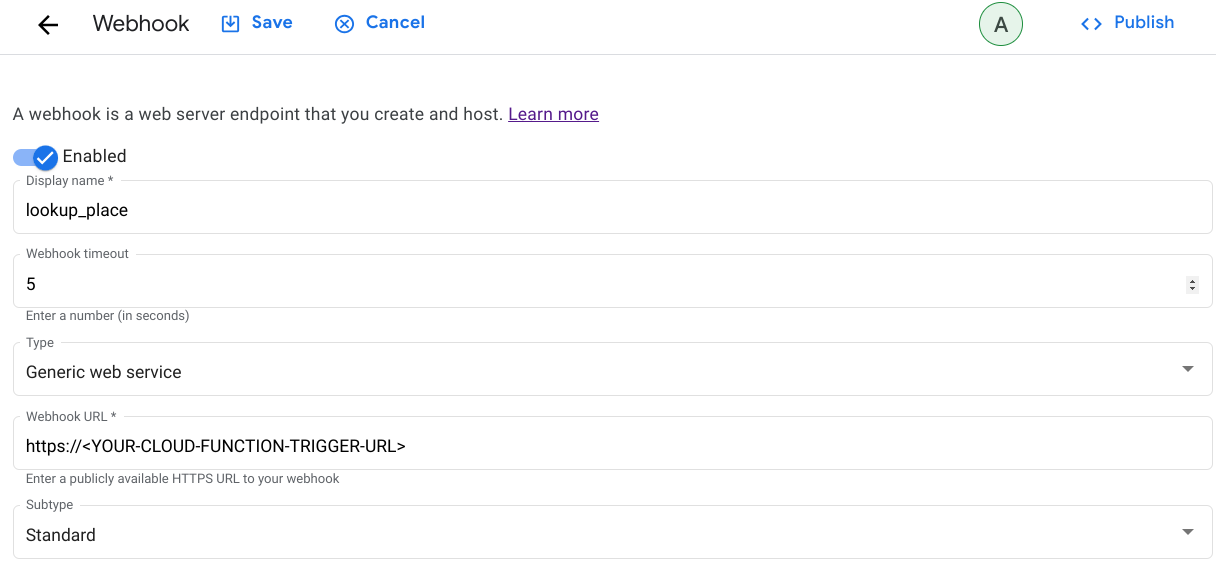 Webhook Save Cancel A Publish
A webhook is a web server endpoint that you create and host. Learn more
Enabled
Display name *
lookup_place
Webhook timeout
5
Enter a number (in seconds)
Type
Generic web service
Webhook URL *
https://<YOUR-CLOUD-FUNCTION-TRIGGER-URL>
Enter a publicly available HTTPS URL to your webhook
Subtype
Standard